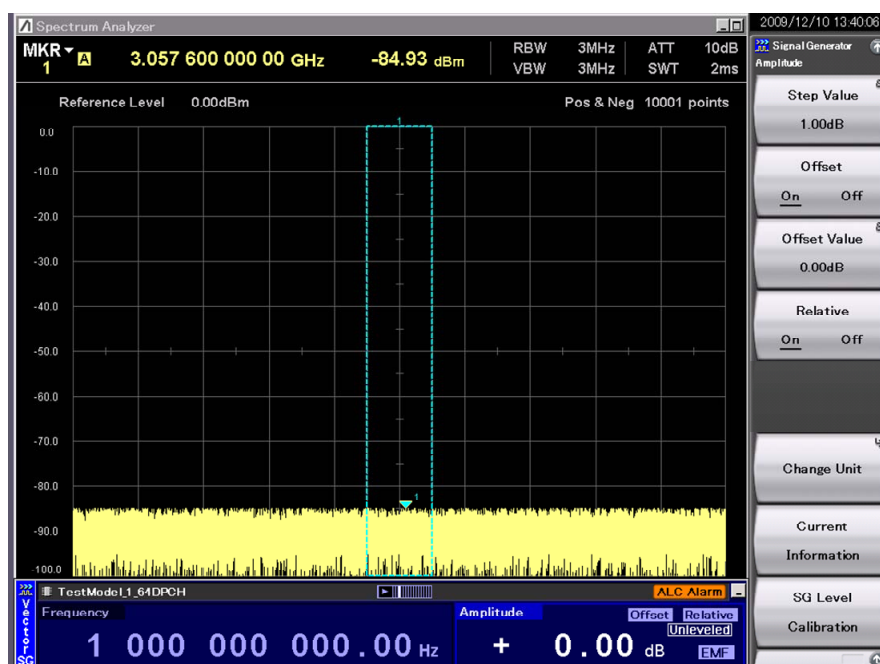 Spectrum Analyzer
2009/12/10 13:40:06
MKR 1 A 3.057 600 000 00 GHz -84.93 dBm
RBW 3MHz ATT 10dB
VBW 3MHz SWT 2ms
Reference Level 0.00dBm Pos & Neg 10001 points
1
0.0
-10.0
-20.0
-30.0
-40.0
-50.0
-60.0
-70.0
-80.0
1
-90.0
-100.0
TestModel_1_64DPCH ALC Alarm
Vector SG
Frequency
1 000 000 000.00 Hz
Amplitude Offset Relative
Unleveled
+ 0.00 dB EMF
Signal Generator
Amplitude
Step Value
1.00dB
Offset
On Off
Offset Value
0.00dB
Relative
On Off
Change Unit
Current
Information
SG Level
Calibration